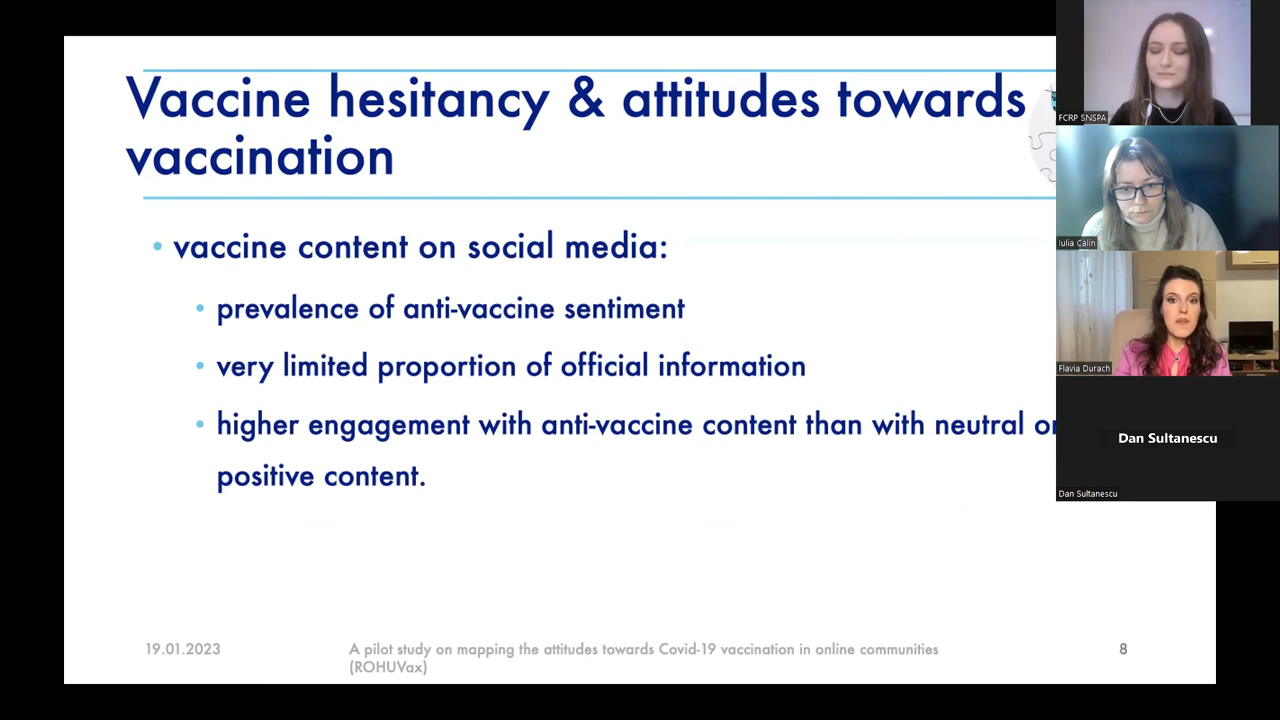 Vaccine hesitancy & attitudes towards
vaccination
• vaccine content on social media:
• prevalence of anti-vaccine sentiment
• very limited proportion of official information
• higher engagement with anti-vaccine content than with neutral or
positive content.
19.01.2023
A pilot study on mapping the attitudes towards Covid-19 vaccination in online communities
(ROHUVax)
8
FCRP SNSPA
Iulia Calin
Flavia Durach
Dan Sultanescu
Dan Sultanescu